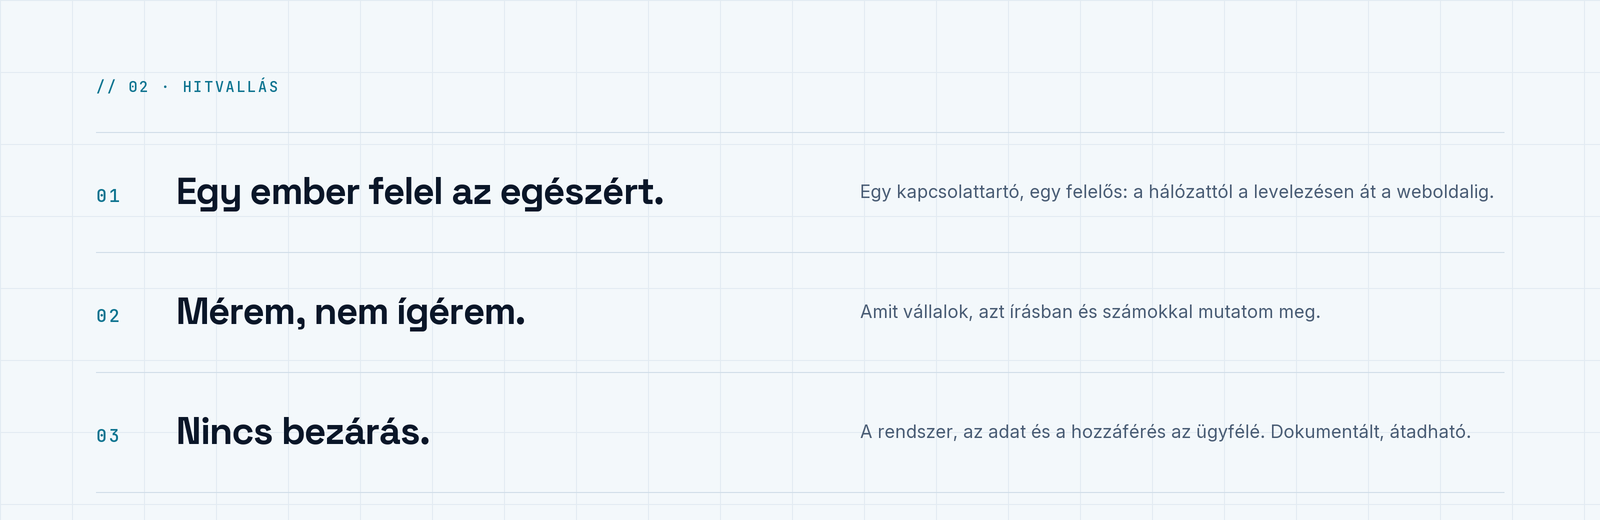 // 02 · HITVALLÁS
01 Egy ember felel az egészért. Egy kapcsolattartó, egy felelős: a hálózattól a levelezésen át a weboldalig.
02 Mérem, nem ígérem. Amit vállalok, azt írásban és számokkal mutatom meg.
03 Nincs bezárás. A rendszer, az adat és a hozzáférés az ügyfélé. Dokumentált, átadható.